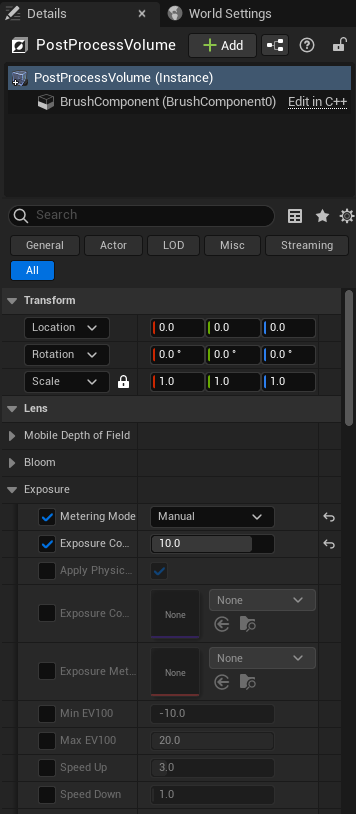 Details
World Settings
PostProcessVolume
Add
PostProcessVolume (Instance)
BrushComponent (BrushComponent0) Edit in C++
Search
General Actor LOD Misc Streaming
All
Transform
Location 0.0 0.0 0.0
Rotation 0.0 ° 0.0 ° 0.0 °
Scale 1.0 1.0 1.0
Lens
Mobile Depth of Field
Bloom
Exposure
Metering Mode Manual
Exposure Co... 10.0
Apply Physic...
Exposure Co... None None
Exposure Met... None None
Min EV100 -10.0
Max EV100 20.0
Speed Up 3.0
Speed Down 1.0